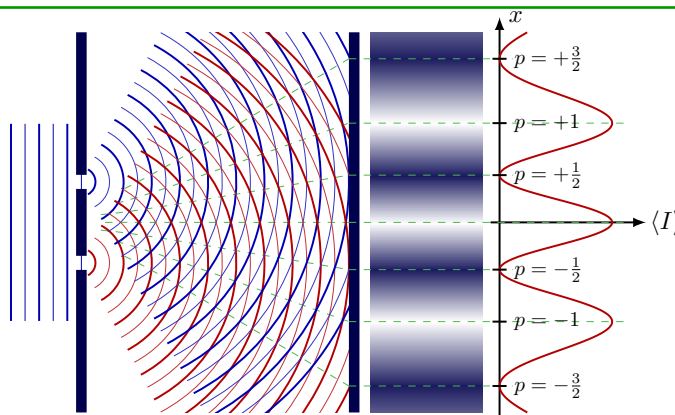 x
p = +3/2
p = +1
p = +1/2
⟨I⟩
p = −1/2
p = −1
p = −3/2